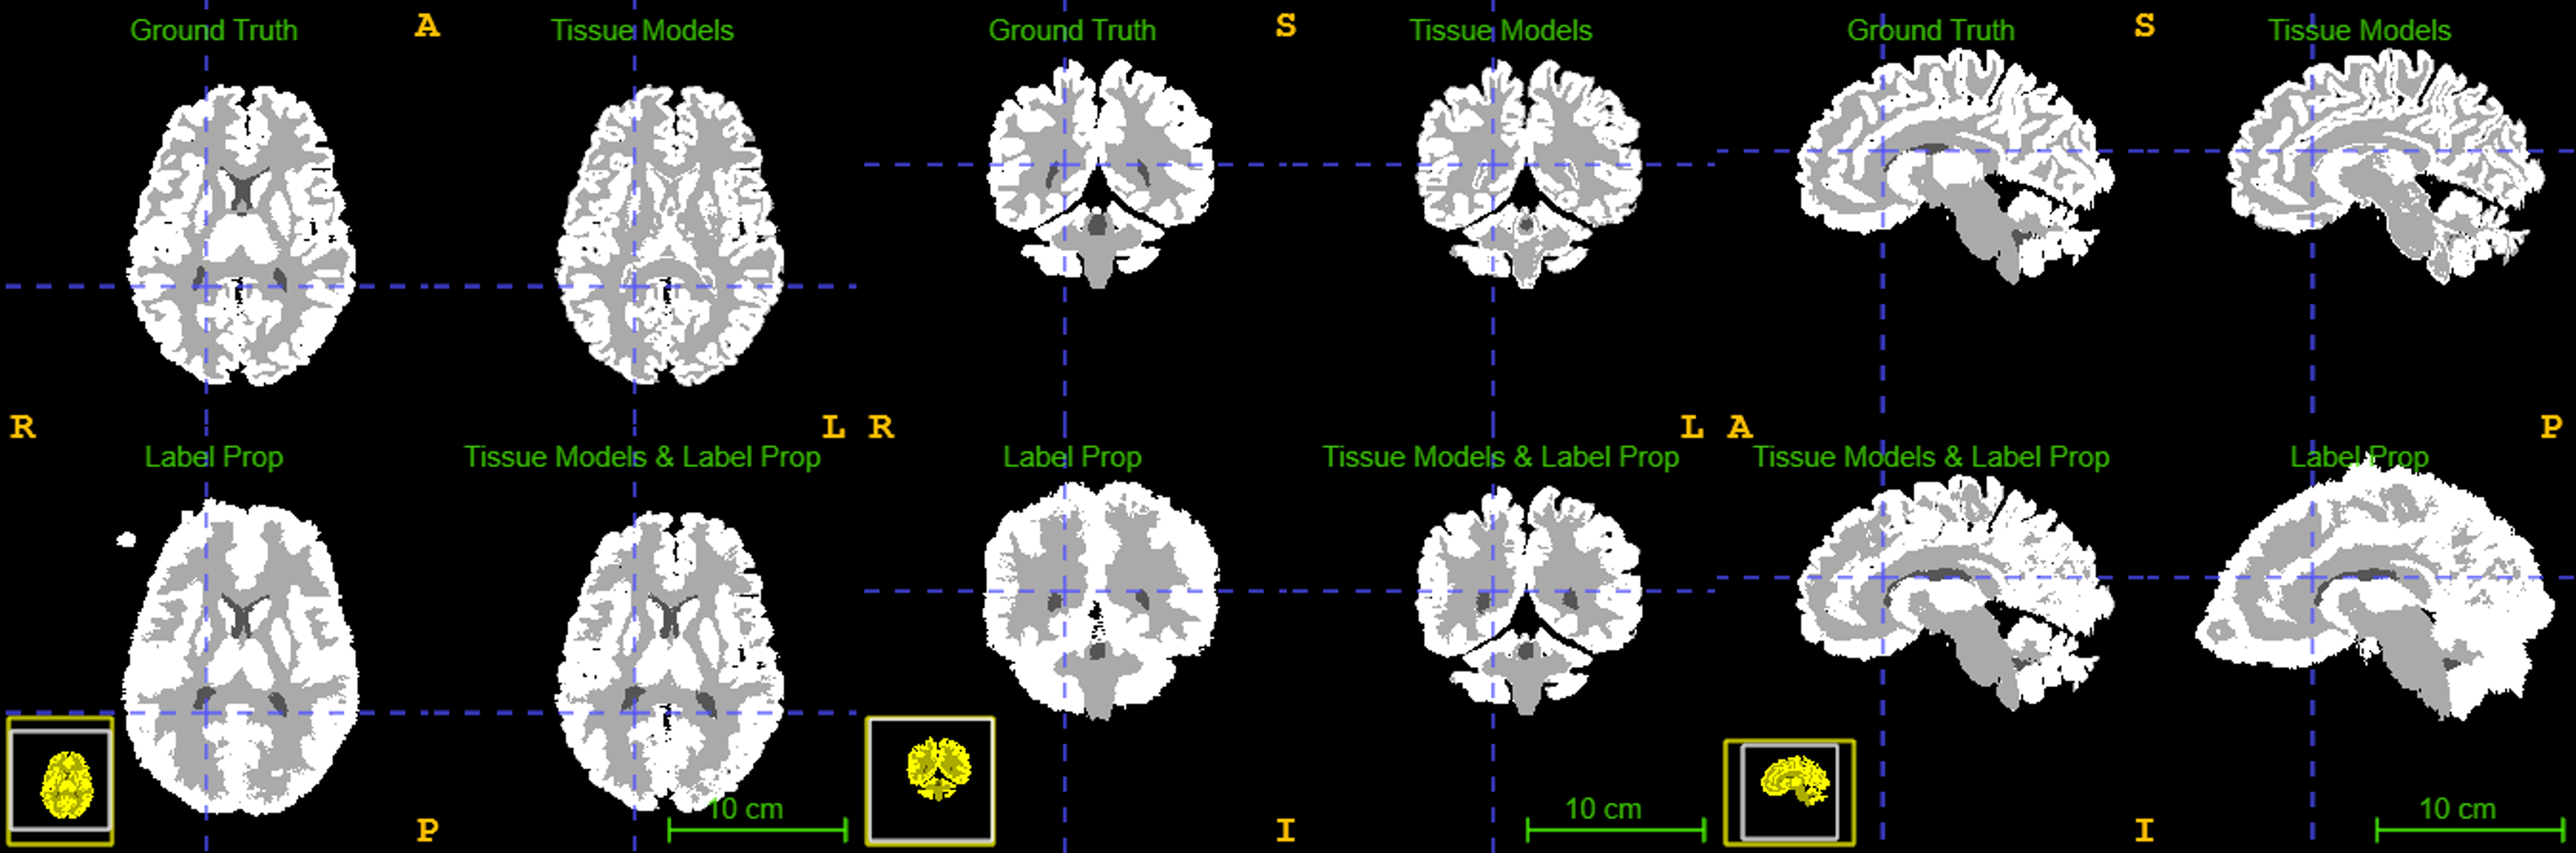 Ground Truth
A
Tissue Models
Ground Truth
S
Tissue Models
Ground Truth
S
Tissue Models
R
L
R
L
A
P
Label Prop
Tissue Models & Label Prop
Label Prop
Tissue Models & Label Prop
Tissue Models & Label Prop
Label Prop
10 cm
10 cm
10 cm
P
I
I